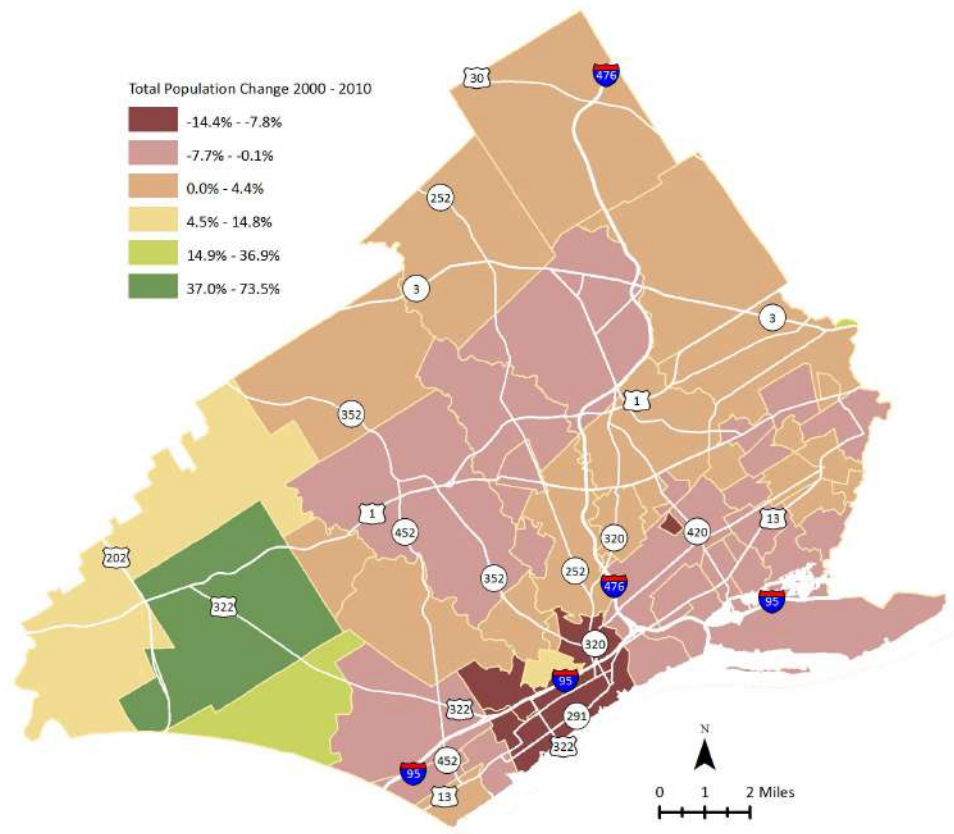 30
476
Total Population Change 2000 - 2010
-14.4% - -7.8%
-7.7% - -0.1%
0.0% - 4.4%
4.5% - 14.8%
14.9% - 36.9%
37.0% - 73.5%
252
3
3
1
352
1
452
320
420
13
202
352
252
476
95
322
320
95
322
291
322
452
95
13
N
0 1 2 Miles